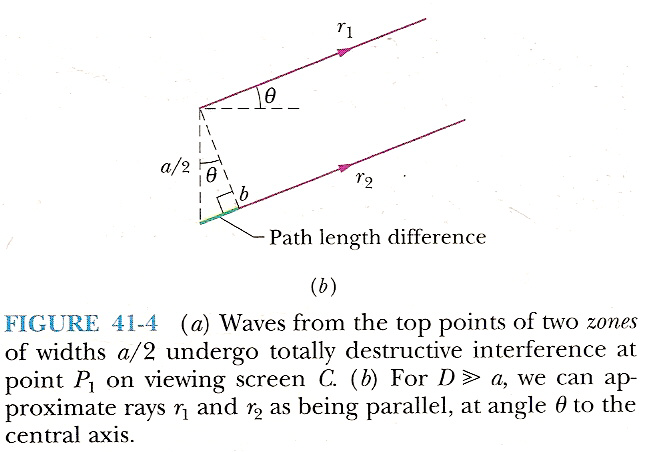 r1
θ
a/2
θ
b
r2
Path length difference
(b)
FIGURE 41-4 (a) Waves from the top points of two zones
of widths a/2 undergo totally destructive interference at
point P1 on viewing screen C. (b) For D ≫ a, we can ap-
proximate rays r1 and r2 as being parallel, at angle θ to the
central axis.